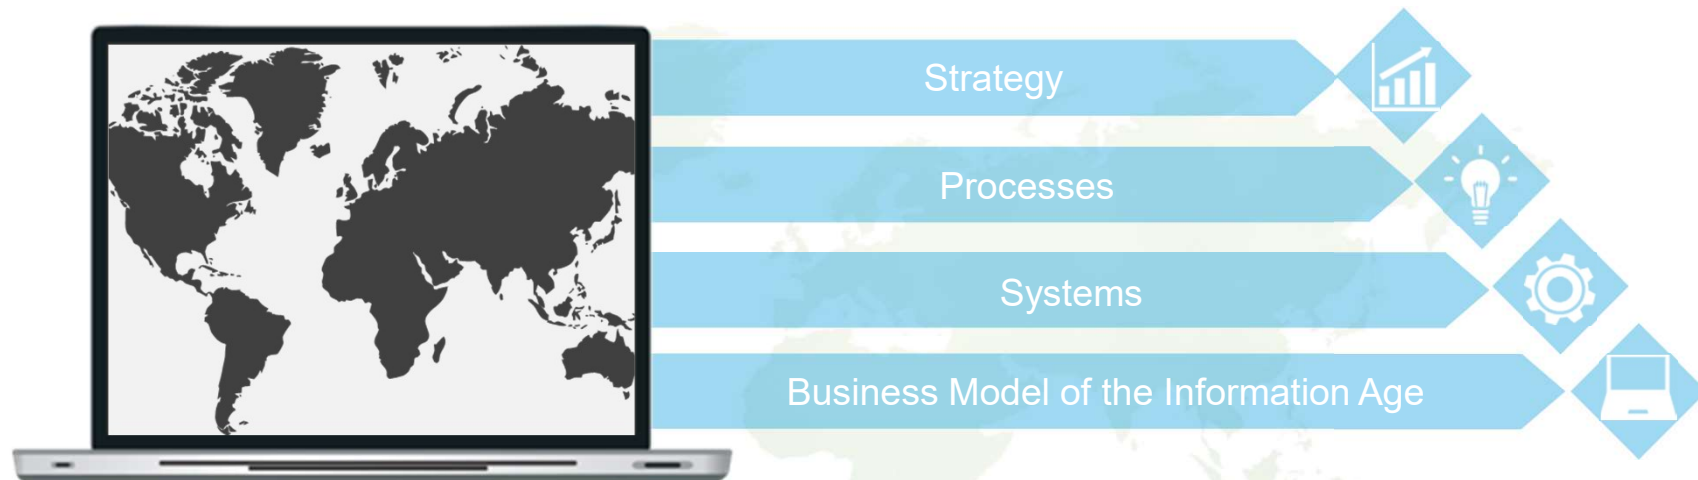 Strategy
Processes
Systems
Business Model of the Information Age